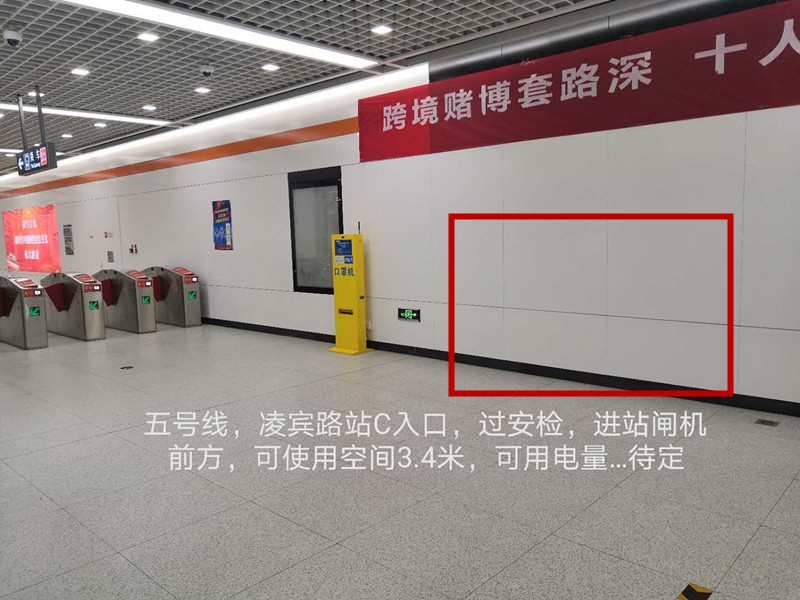 跨境赌博套路深 十人
口罩机
五号线，凌宾路站C入口，过安检，进站闸机
前方，可使用空间3.4米，可用电量…待定